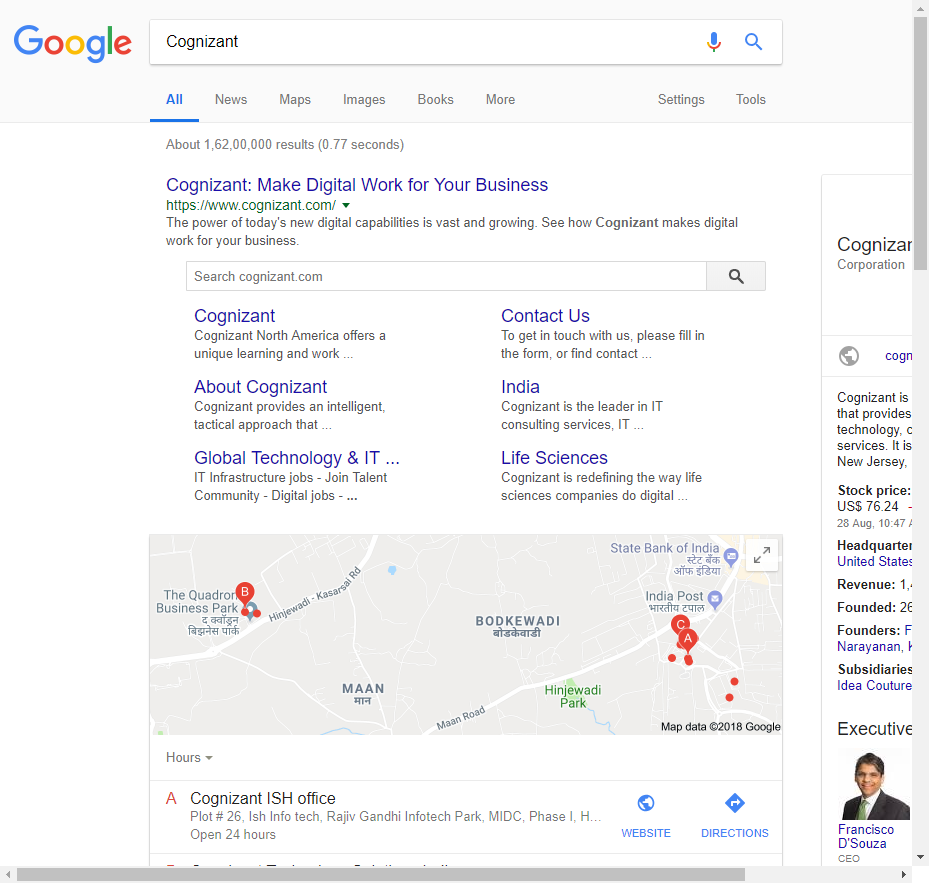 Google
Cognizant
All News Maps Images Books More Settings Tools
About 1,62,00,000 results (0.77 seconds)
Cognizant: Make Digital Work for Your Business
https://www.cognizant.com/
The power of today's new digital capabilities is vast and growing. See how Cognizant makes digital
work for your business.
Search cognizant.com
Cognizant
Cognizant North America offers a
unique learning and work ...
Contact Us
To get in touch with us, please fill in
the form, or find contact ...
About Cognizant
Cognizant provides an intelligent,
tactical approach that ...
India
Cognizant is the leader in IT
consulting services, IT ...
Global Technology & IT ...
IT Infrastructure jobs - Join Talent
Community - Digital jobs - ...
Life Sciences
Cognizant is redefining the way life
sciences companies do digital ...
State Bank of India
स्टेट बँक
ऑफ इंडिया
The Quadron
Business Park
द क्वॉड्रन
बिझनेस पार्क
B
Hinjewadi - Kasarsai Rd
India Post
भारतीय टपाल
BODKEWADI
बोडकेवाडी
C
A
MAAN
मान
Hinjewadi
Park
Maan Road
Map data ©2018 Google
Hours
A Cognizant ISH office
Plot # 26, Ish Info tech, Rajiv Gandhi Infotech Park, MIDC, Phase I, H...
Open 24 hours
WEBSITE DIRECTIONS
Cognizan
Corporation
cogn
Cognizant is
that provides
technology, c
services. It is
New Jersey,
Stock price:
US$ 76.24 -
28 Aug, 10:47 A
Headquarter
United States
Revenue: 1,4
Founded: 26
Founders: F
Narayanan, K
Subsidiaries
Idea Couture
Executive
Francisco
D'Souza
CEO